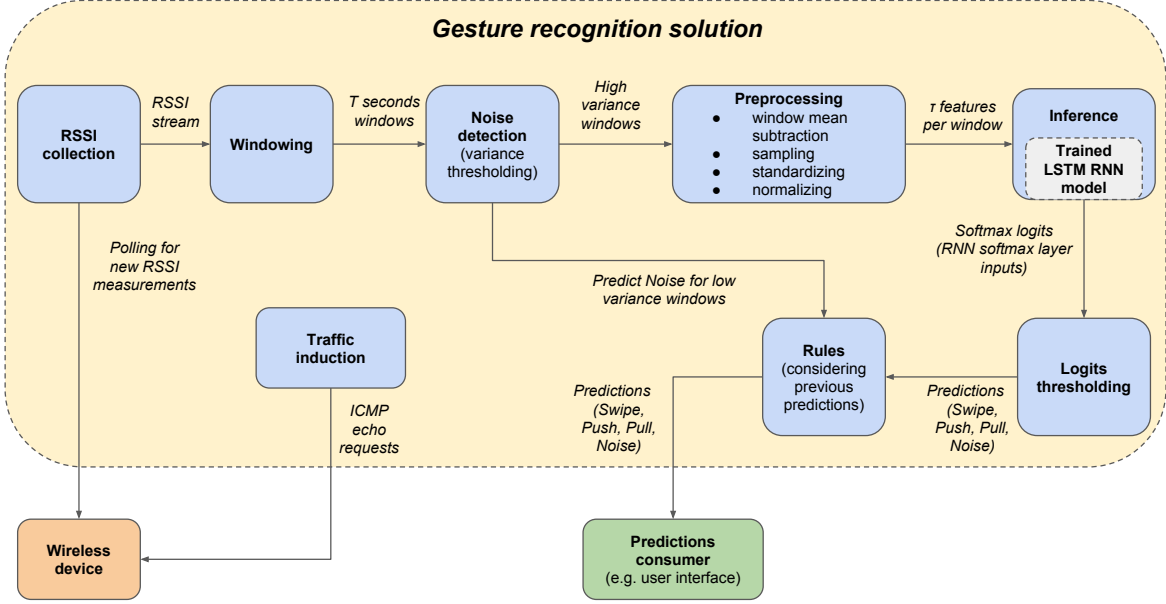 Gesture recognition solution
RSSI
collection
RSSI
stream
Windowing
T seconds
windows
Noise
detection
(variance
thresholding)
High
variance
windows
Preprocessing
● window mean
subtraction
● sampling
● standardizing
● normalizing
τ features
per window
Inference
Trained
LSTM RNN
model
Polling for
new RSSI
measurements
Softmax logits
(RNN softmax layer
inputs)
Predict Noise for low
variance windows
Traffic
induction
ICMP
echo
requests
Rules
(considering
previous
predictions)
Logits
thresholding
Predictions
(Swipe,
Push, Pull,
Noise)
Predictions
(Swipe,
Push, Pull,
Noise)
Wireless
device
Predictions
consumer
(e.g. user interface)